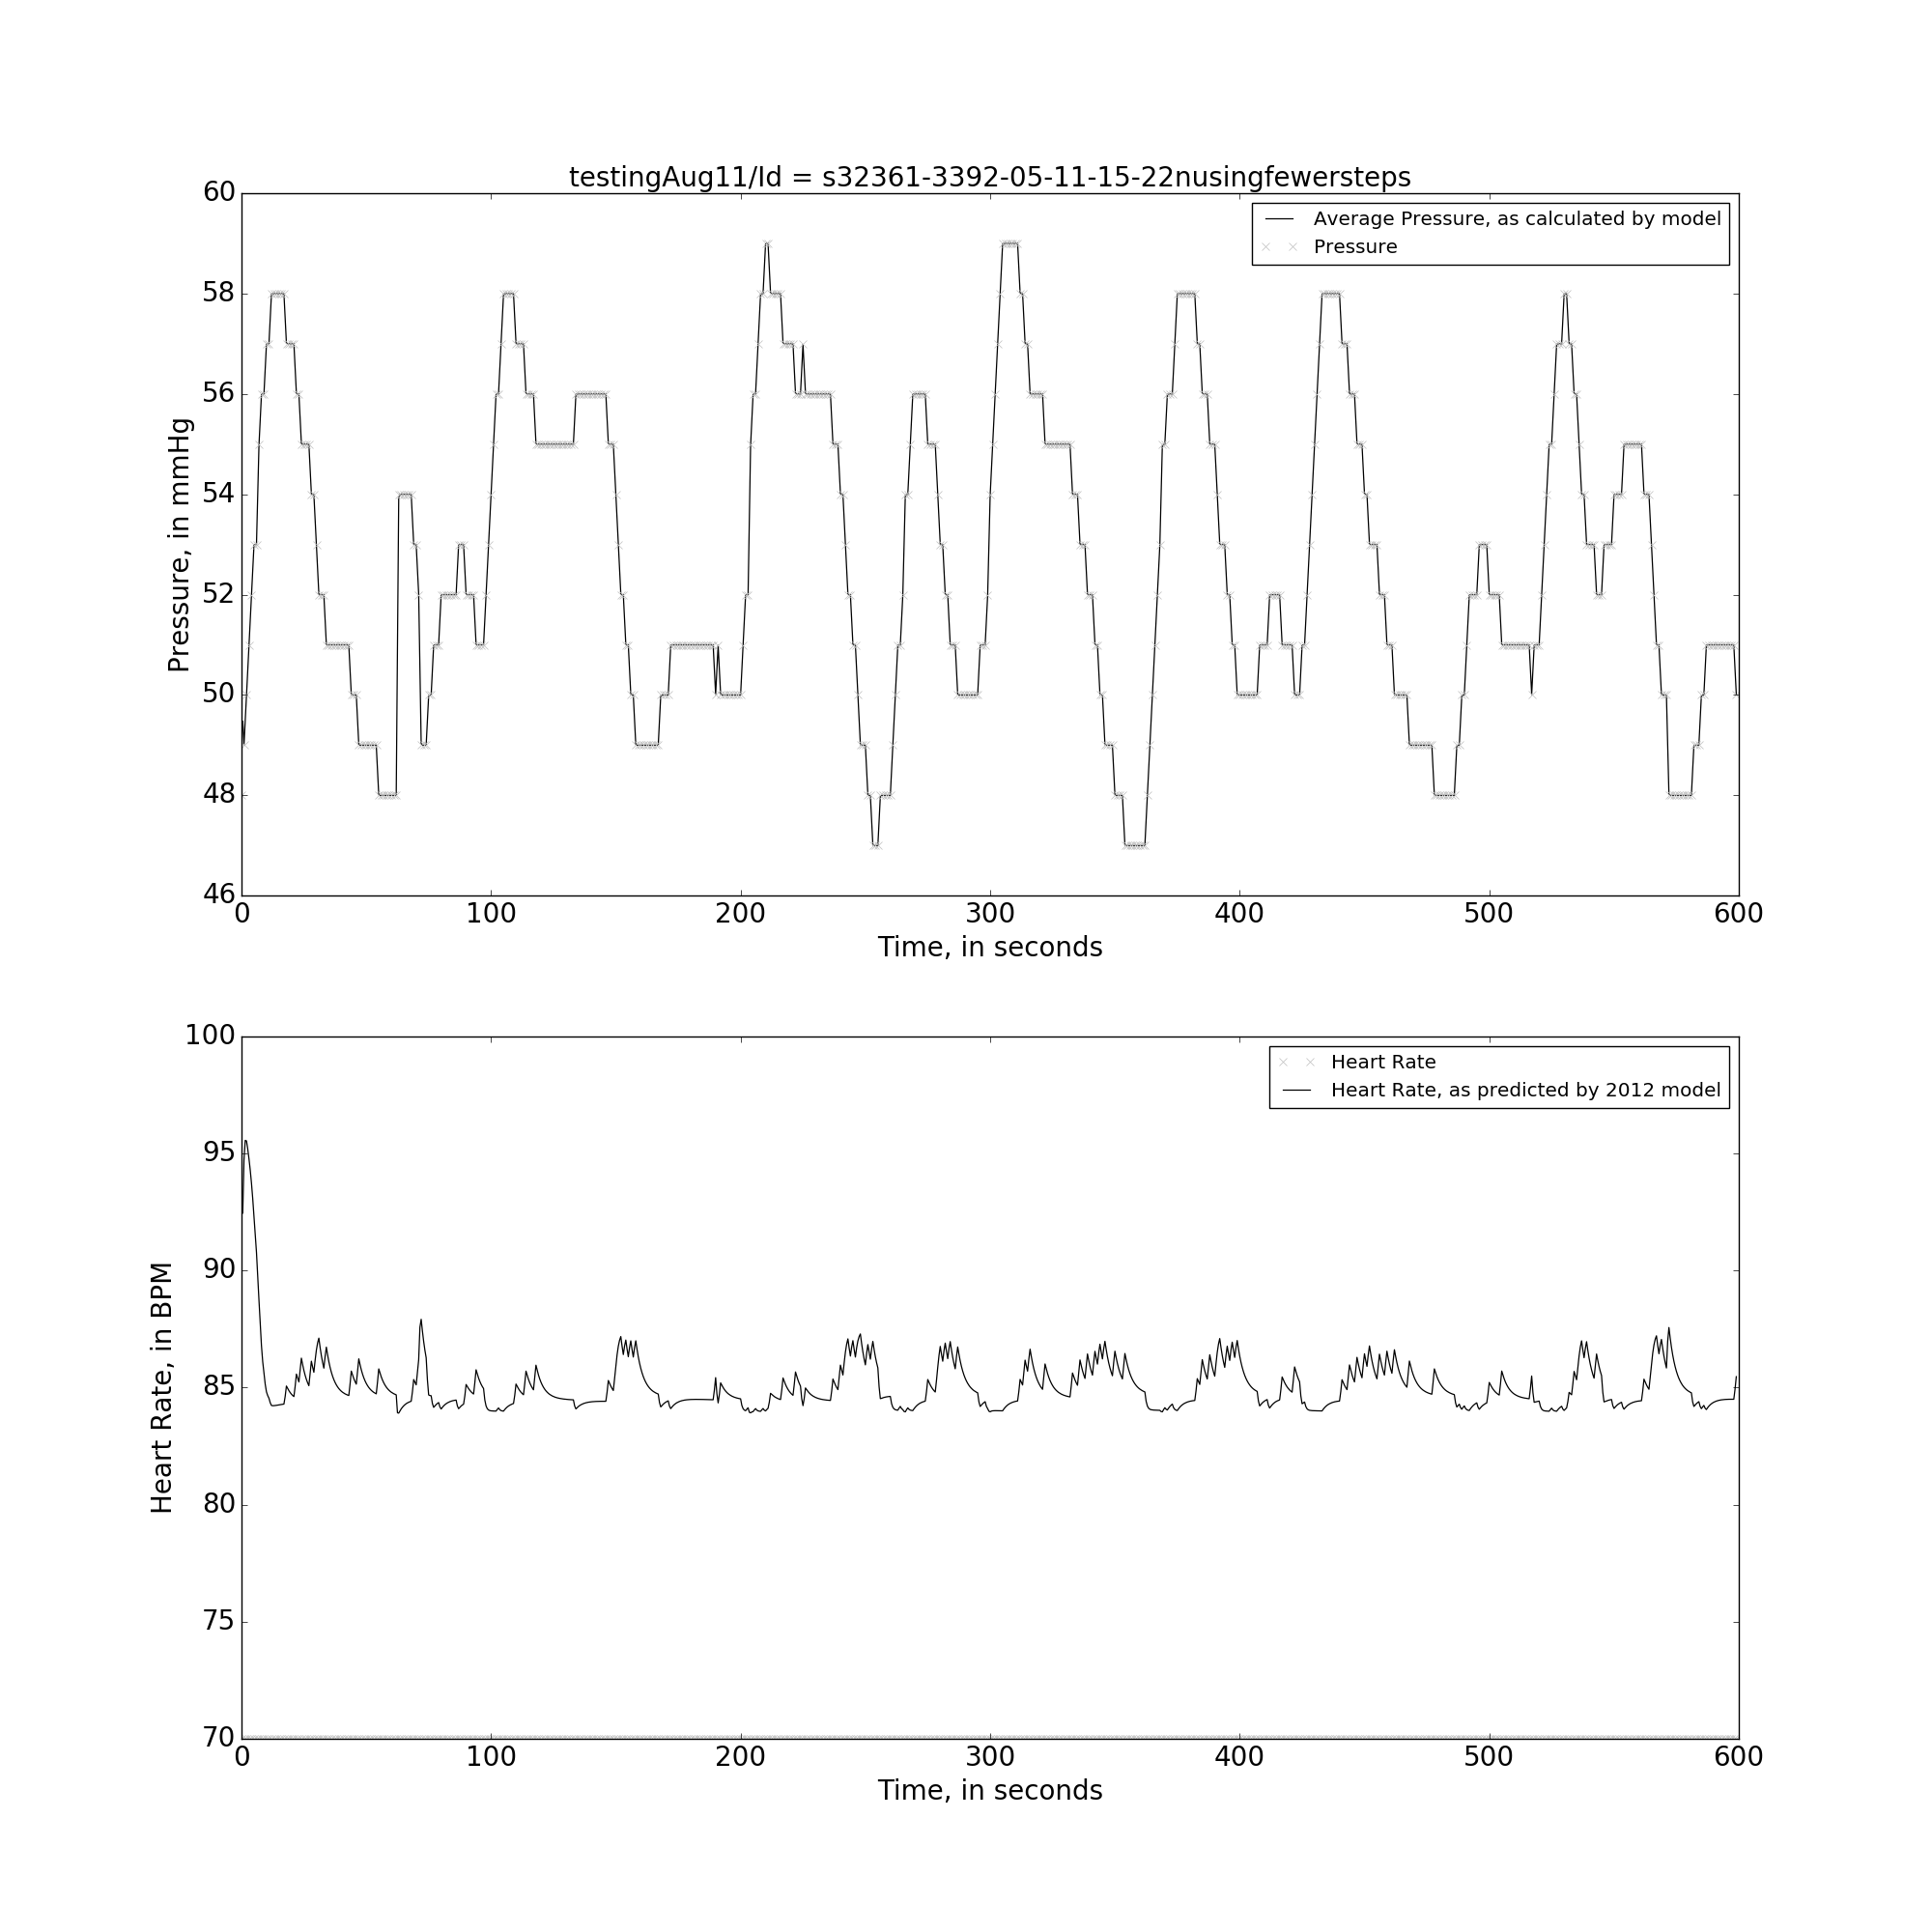 testingAug11/Id = s32361-3392-05-11-15-22nusingfewersteps
60
58
56
54
52
50
48
46
Pressure, in mmHg
Average Pressure, as calculated by model
Pressure
0 100 200 300 400 500 600
Time, in seconds
100
95
90
85
80
75
70
Heart Rate, in BPM
Heart Rate
Heart Rate, as predicted by 2012 model
0 100 200 300 400 500 600
Time, in seconds